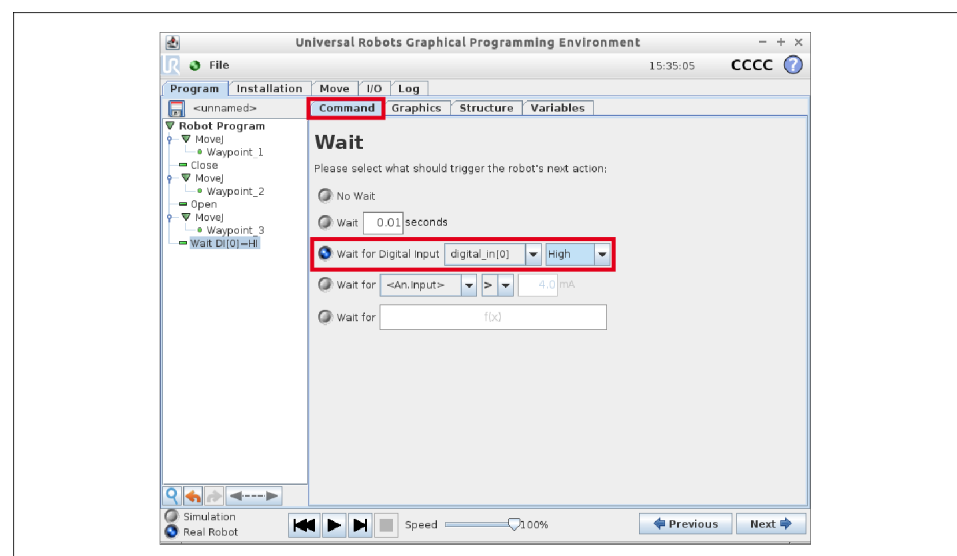 Universal Robots Graphical Programming Environment
File
15:35:05
CCCC
?
Program Installation Move I/O Log
<unnamed>
Command Graphics Structure Variables
Robot Program
MoveJ
Waypoint_1
Close
MoveJ
Waypoint_2
Open
MoveJ
Waypoint_3
Wait DI[0]=HI
Wait
Please select what should trigger the robot's next action:
No Wait
Wait 0.01 seconds
Wait for Digital Input digital_in[0] High
Wait for <An.Input> > 4.0 mA
Wait for f(x)
Simulation
Real Robot
Speed 100%
Previous Next